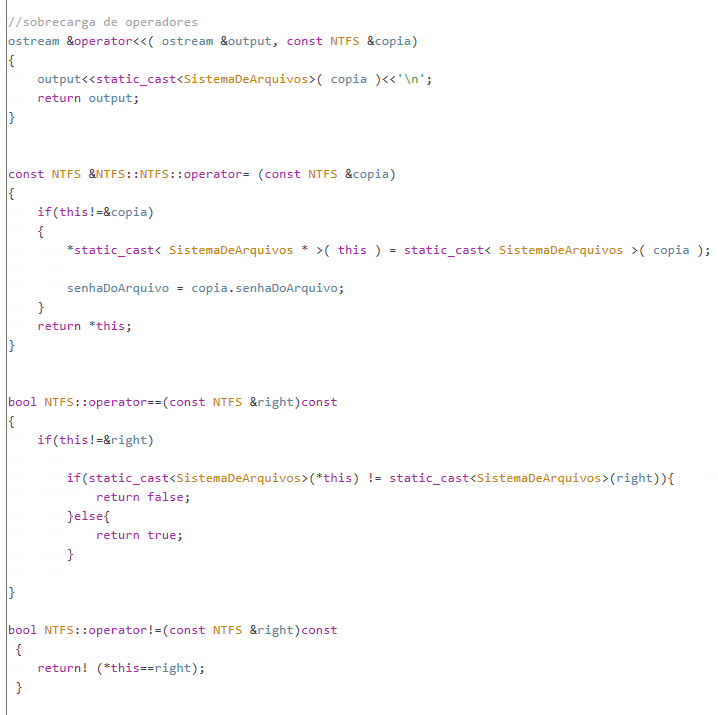 //sobrecarga de operadores
ostream &operator<<( ostream &output, const NTFS &copia)
{
    output<<static_cast<SistemaDeArquivos>( copia )<<'\n';
    return output;
}
const NTFS &NTFS::NTFS::operator= (const NTFS &copia)
{
    if(this!=&copia)
    {
        *static_cast< SistemaDeArquivos * >( this ) = static_cast< SistemaDeArquivos >( copia );
        senhaDoArquivo = copia.senhaDoArquivo;
    }
    return *this;
}
bool NTFS::operator==(const NTFS &right)const
{
    if(this!=&right)
        if(static_cast<SistemaDeArquivos>(*this) != static_cast<SistemaDeArquivos>(right)){
            return false;
        }else{
            return true;
        }
}
bool NTFS::operator!=(const NTFS &right)const
 {
    return! (*this==right);
 }